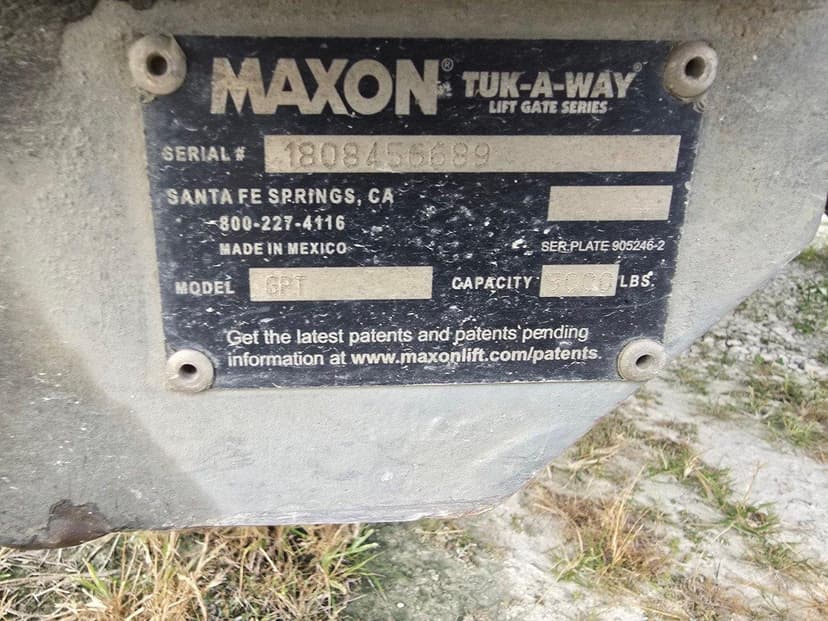 MAXON® TUK-A-WAY®
LIFT GATE SERIES
SERIAL # 1808456689
SANTA FE SPRINGS, CA
800-227-4116
MADE IN MEXICO
SER PLATE 905246-2
MODEL GPT CAPACITY 3000 LBS.
Get the latest patents and patents pending
information at www.maxonlift.com/patents.